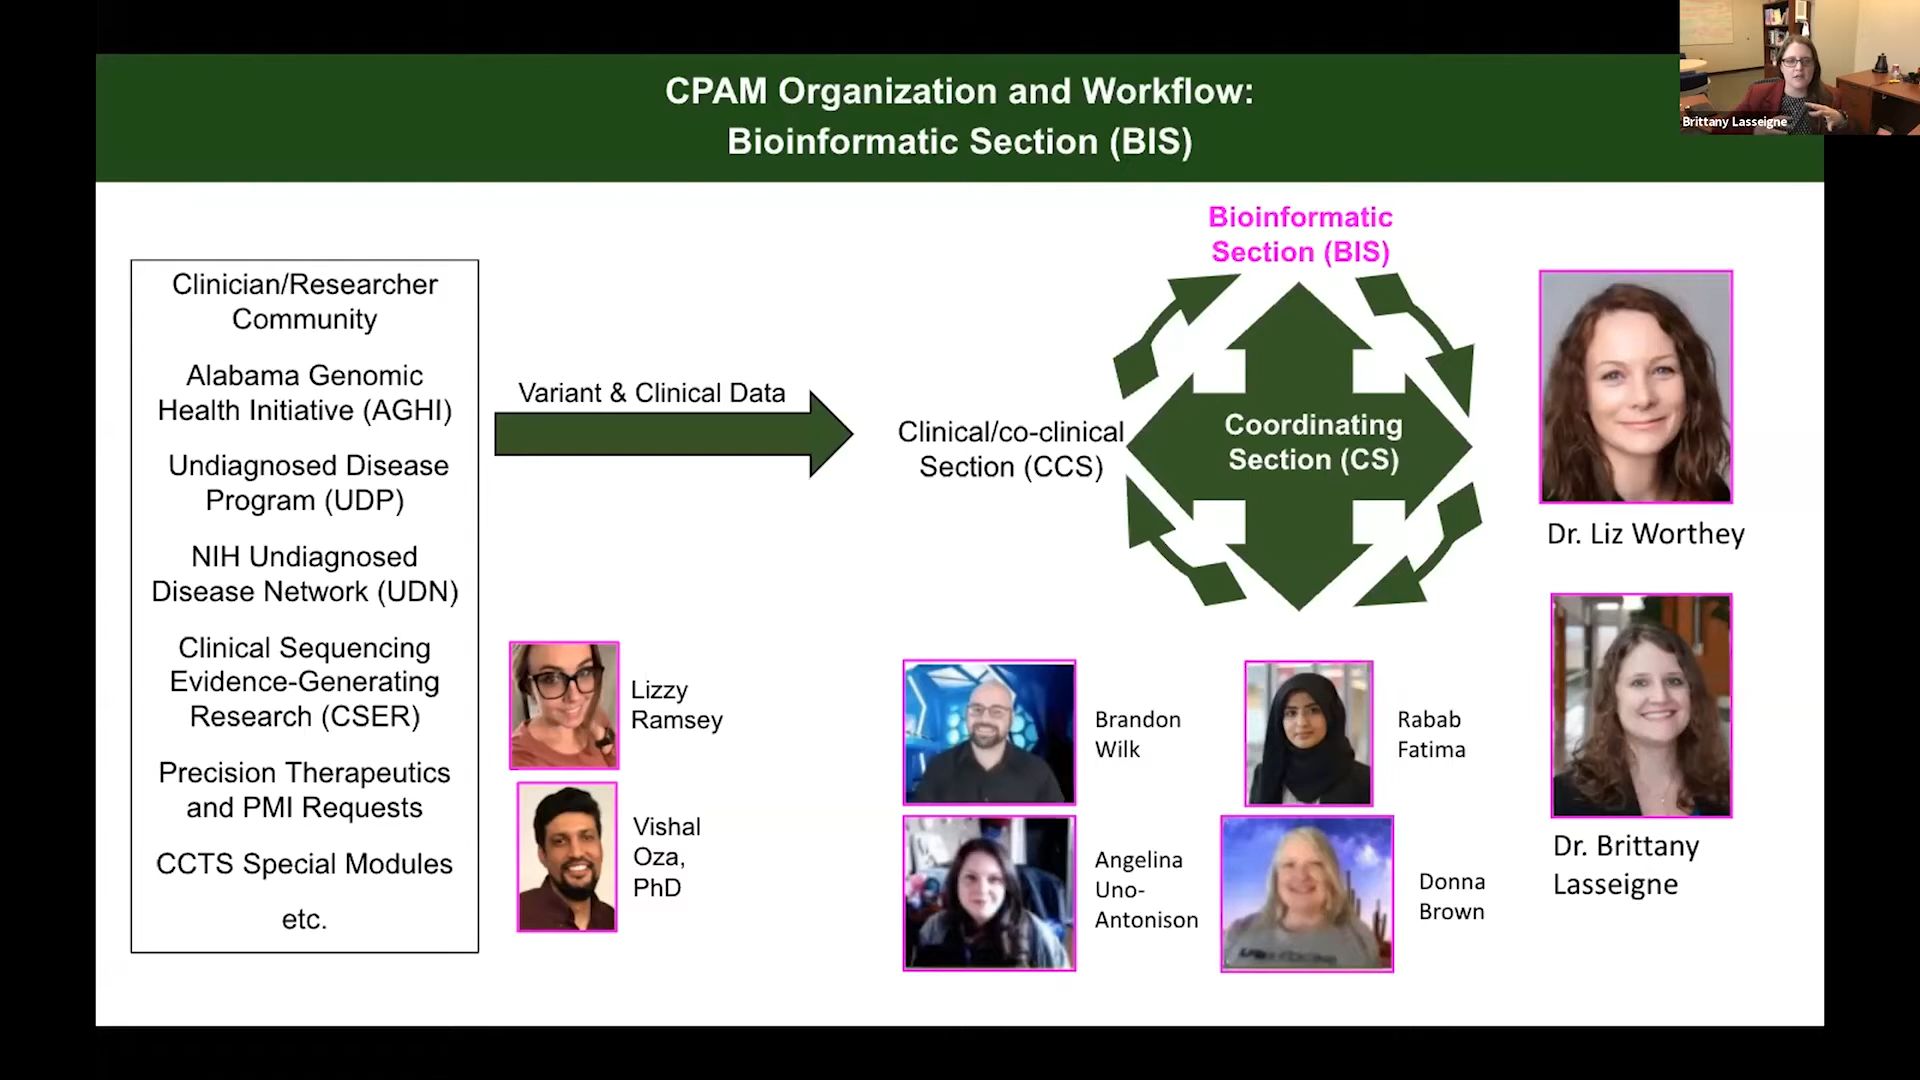 CPAM Organization and Workflow:
Bioinformatic Section (BIS)
Brittany Lasseigne
Clinician/Researcher
Community
Alabama Genomic
Health Initiative (AGHI)
Undiagnosed Disease
Program (UDP)
NIH Undiagnosed
Disease Network (UDN)
Clinical Sequencing
Evidence-Generating
Research (CSER)
Precision Therapeutics
and PMI Requests
CCTS Special Modules
etc.
Variant & Clinical Data
Bioinformatic
Section (BIS)
Clinical/co-clinical
Section (CCS)
Coordinating
Section (CS)
Dr. Liz Worthey
Lizzy
Ramsey
Vishal
Oza,
PhD
Brandon
Wilk
Rabab
Fatima
Angelina
Uno-
Antonison
Donna
Brown
Dr. Brittany
Lasseigne